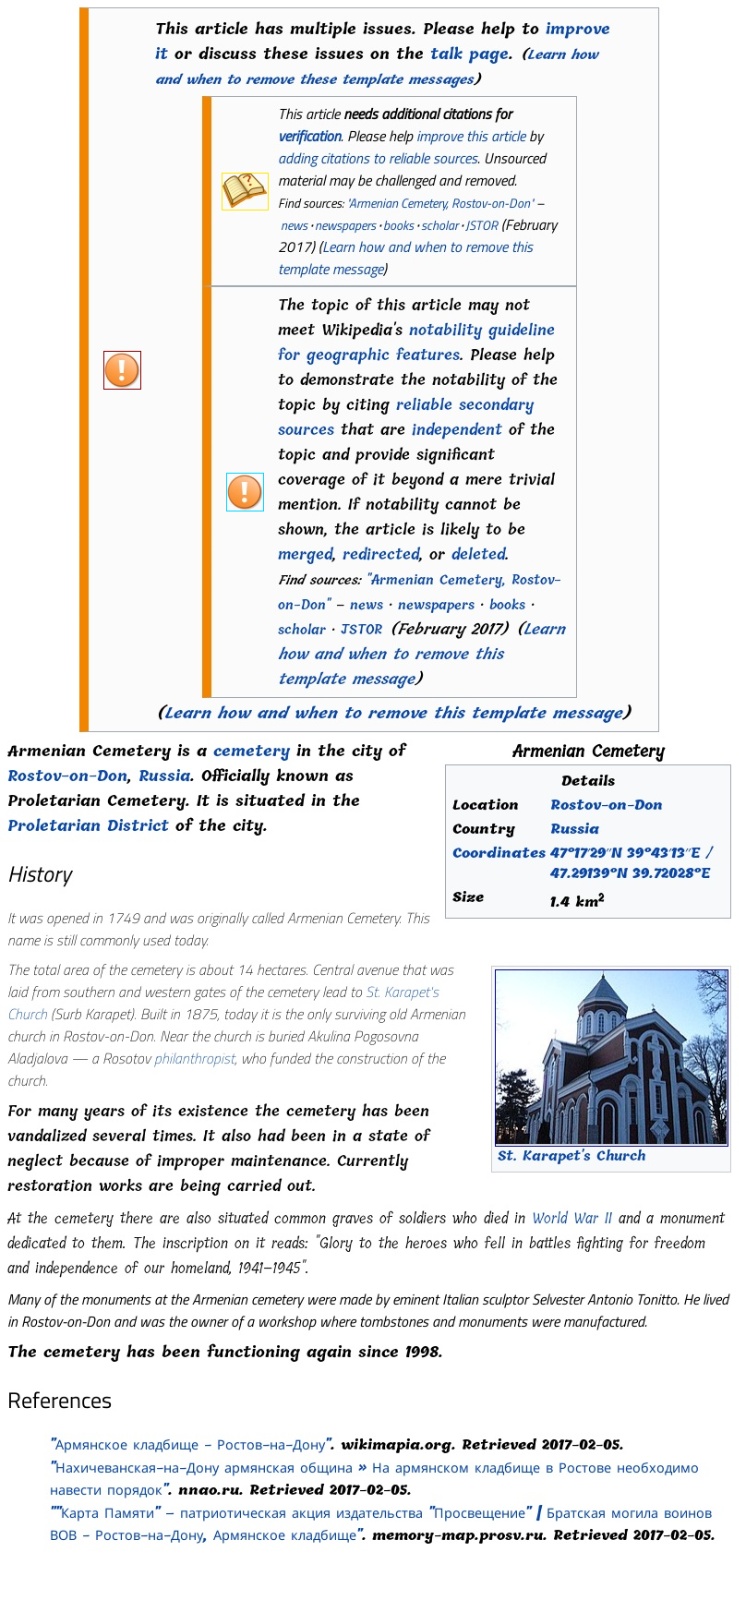 This article has multiple issues. Please help to improve
it or discuss these issues on the talk page. (Learn how
and when to remove these template messages)
This article needs additional citations for
verification. Please help improve this article by
adding citations to reliable sources. Unsourced
material may be challenged and removed.
Find sources: "Armenian Cemetery, Rostov-on-Don" –
news · newspapers · books · scholar · JSTOR (February
2017) (Learn how and when to remove this
template message)
The topic of this article may not
meet Wikipedia's notability guideline
for geographic features. Please help
to demonstrate the notability of the
topic by citing reliable secondary
sources that are independent of the
topic and provide significant
coverage of it beyond a mere trivial
mention. If notability cannot be
shown, the article is likely to be
merged, redirected, or deleted.
Find sources: "Armenian Cemetery, Rostov-
on-Don" – news · newspapers · books ·
scholar · JSTOR (February 2017) (Learn
how and when to remove this
template message)
(Learn how and when to remove this template message)
Armenian Cemetery is a cemetery in the city of
Rostov-on-Don, Russia. Officially known as
Proletarian Cemetery. It is situated in the
Proletarian District of the city.
Armenian Cemetery
Details
Location Rostov-on-Don
Country Russia
Coordinates 47°17′29″N 39°43′13″E /
47.29139°N 39.72028°E
Size 1.4 km²
History
It was opened in 1749 and was originally called Armenian Cemetery. This
name is still commonly used today.
The total area of the cemetery is about 14 hectares. Central avenue that was
laid from southern and western gates of the cemetery lead to St. Karapet's
Church (Surb Karapet). Built in 1875, today it is the only surviving old Armenian
church in Rostov-on-Don. Near the church is buried Akulina Pogosovna
Aladjalova — a Rosotov philanthropist, who funded the construction of the
church.
St. Karapet's Church
For many years of its existence the cemetery has been
vandalized several times. It also had been in a state of
neglect because of improper maintenance. Currently
restoration works are being carried out.
At the cemetery there are also situated common graves of soldiers who died in World War II and a monument
dedicated to them. The inscription on it reads: "Glory to the heroes who fell in battles fighting for freedom
and independence of our homeland, 1941–1945".
Many of the monuments at the Armenian cemetery were made by eminent Italian sculptor Selvester Antonio Tonitto. He lived
in Rostov-on-Don and was the owner of a workshop where tombstones and monuments were manufactured.
The cemetery has been functioning again since 1998.
References
"Армянское кладбище - Ростов-на-Дону". wikimapia.org. Retrieved 2017-02-05.
"Нахичеванская-на-Дону армянская община » На армянском кладбище в Ростове необходимо
навести порядок". nnao.ru. Retrieved 2017-02-05.
""Карта Памяти" – патриотическая акция издательства "Просвещение" | Братская могила воинов
ВОВ - Ростов-на-Дону, Армянское кладбище". memory-map.prosv.ru. Retrieved 2017-02-05.